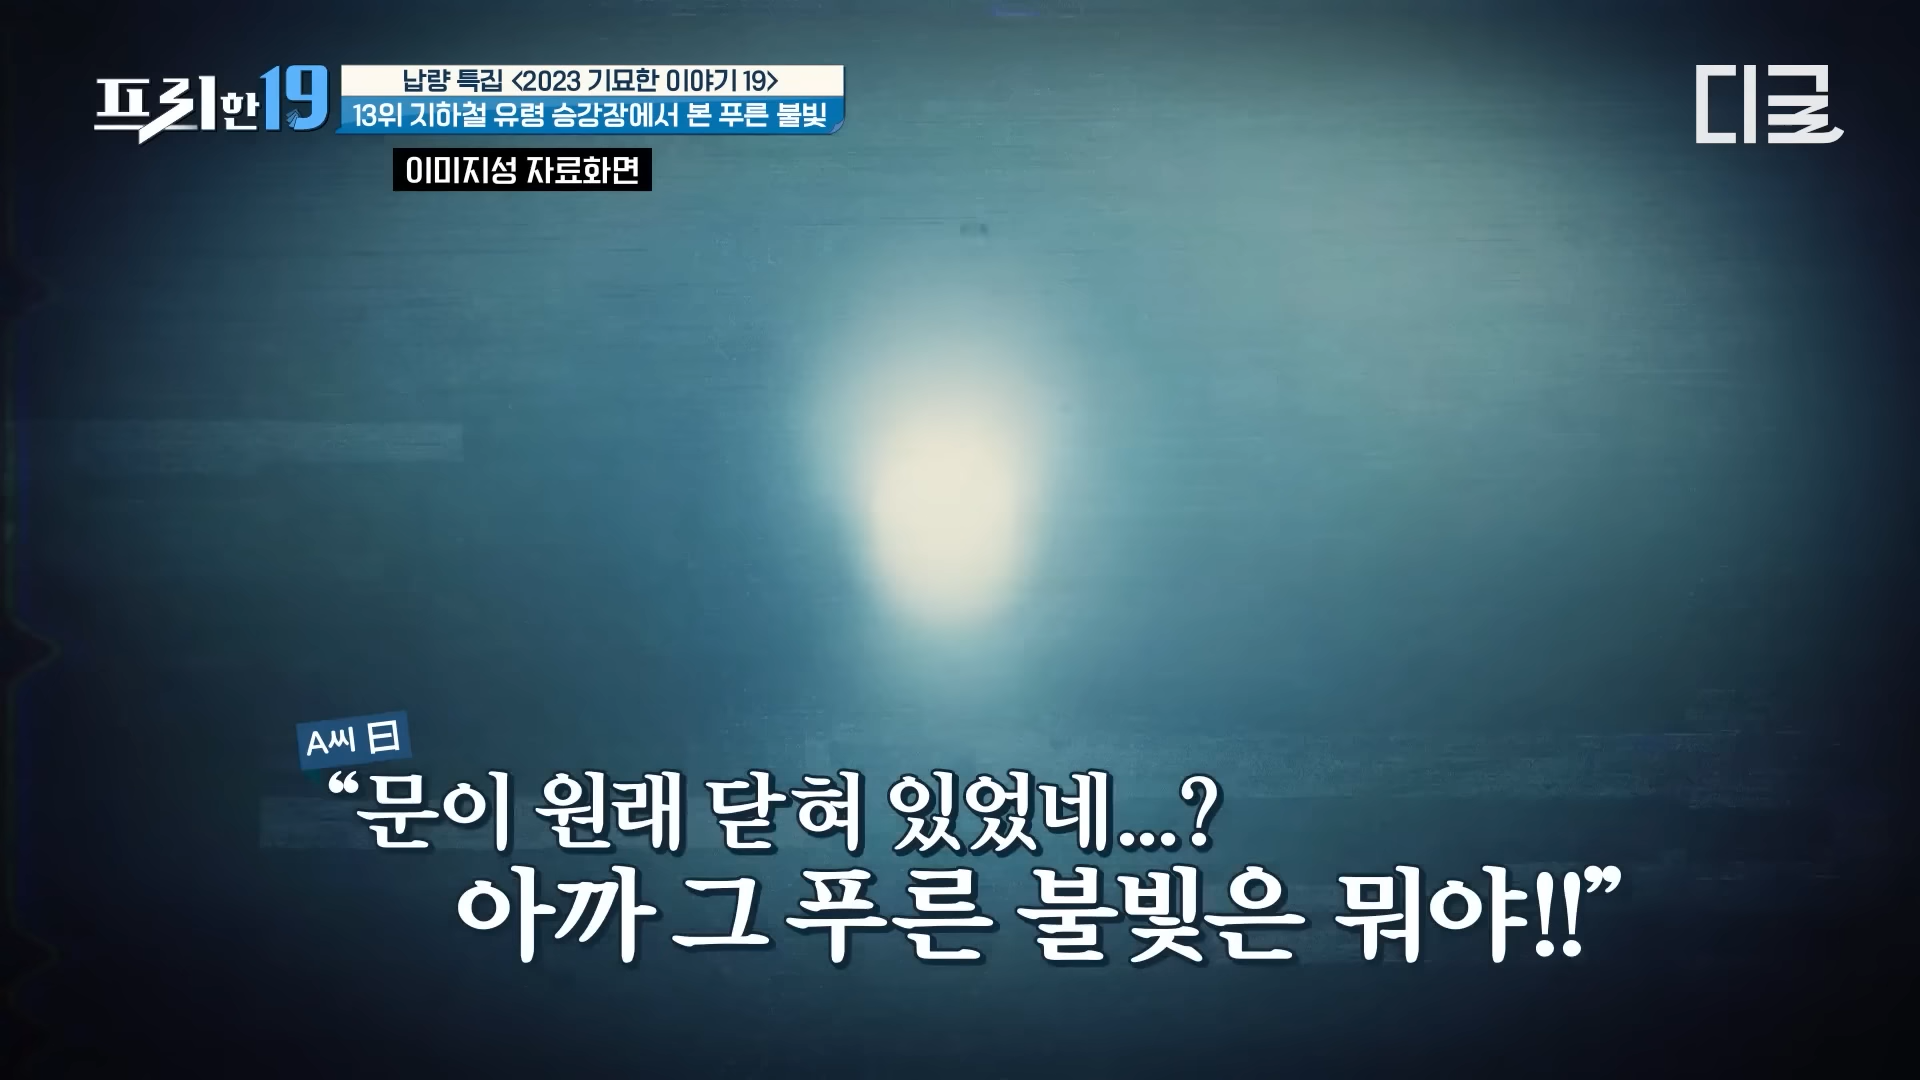 프리한19
납량 특집 <2023 기묘한 이야기 19>
13위 지하철 유령 승강장에서 본 푸른 불빛
이미지성 자료화면
디글
A씨 曰
“문이 원래 닫혀 있었네...?
아까 그 푸른 불빛은 뭐야!!”